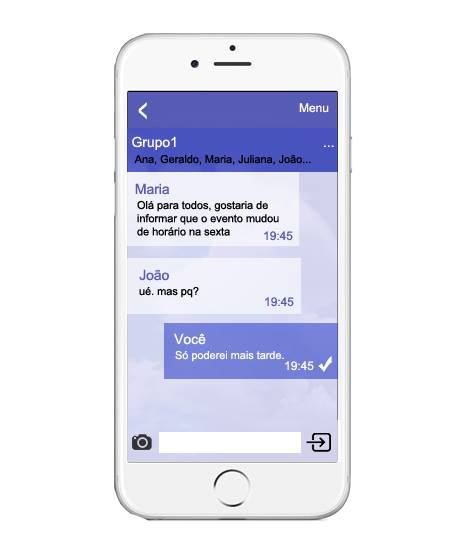 Menu
Grupo1
...
Ana, Geraldo, Maria, Juliana, João...
Maria
Olá para todos, gostaria de
informar que o evento mudou
de horário na sexta
19:45
João
ué. mas pq?
19:45
Você
Só poderei mais tarde.
19:45